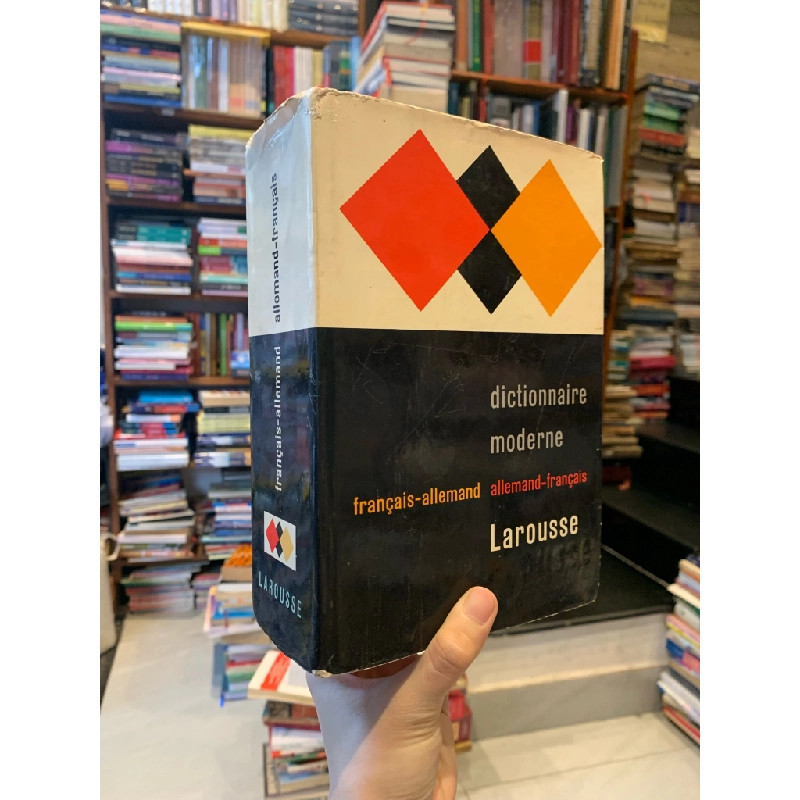 dictionnaire
moderne
français-allemand allemand-français
Larousse
français-allemand allemand-français
LAROUSSE